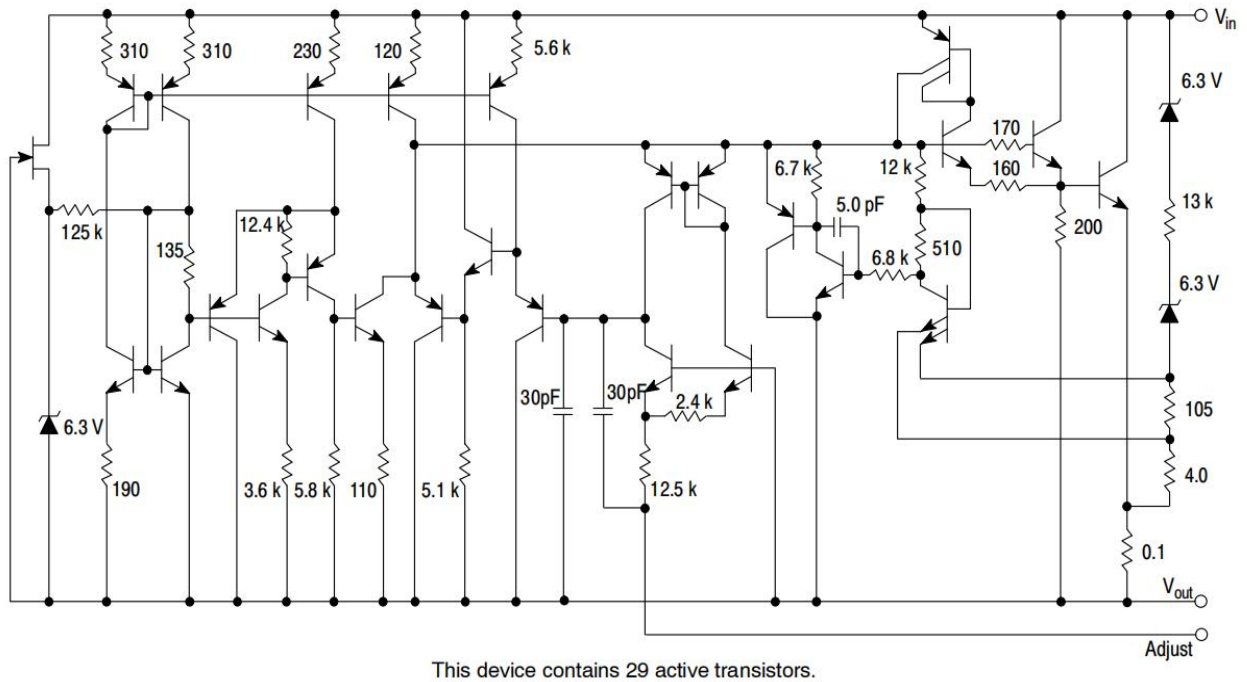 V_in
310
310
230
120
5.6 k
6.3 V
170
6.7 k
12 k
160
5.0 pF
13 k
125 k
12.4 k
200
135
510
6.8 k
6.3 V
30pF
30pF
2.4 k
105
6.3 V
190
3.6 k
5.8 k
110
5.1 k
12.5 k
4.0
0.1
V_out
Adjust
This device contains 29 active transistors.